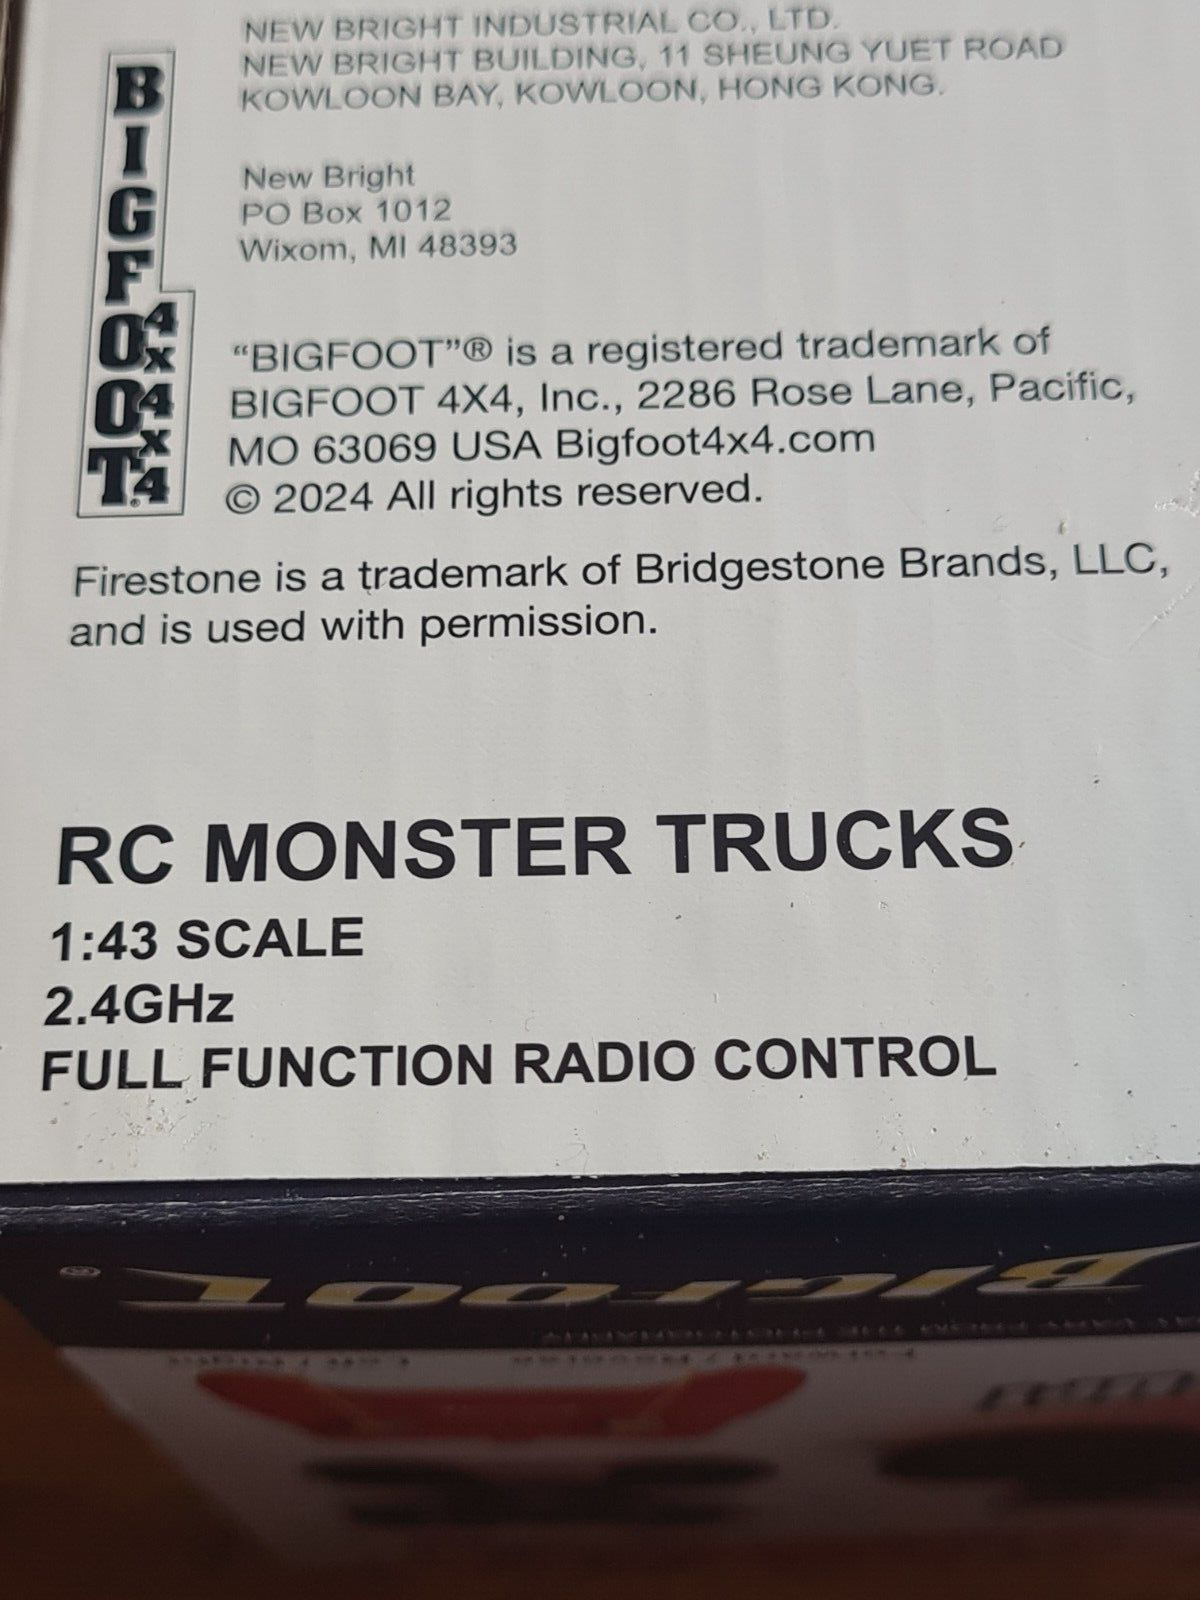 NEW BRIGHT INDUSTRIAL CO., LTD.
NEW BRIGHT BUILDING, 11 SHEUNG YUET ROAD
KOWLOON BAY, KOWLOON, HONG KONG.
New Bright
PO Box 1012
Wixom, MI 48393
BIGFOOT
4x4x4
®
“BIGFOOT”® is a registered trademark of
BIGFOOT 4X4, Inc., 2286 Rose Lane, Pacific,
MO 63069 USA Bigfoot4x4.com
© 2024 All rights reserved.
Firestone is a trademark of Bridgestone Brands, LLC,
and is used with permission.
RC MONSTER TRUCKS
1:43 SCALE
2.4GHz
FULL FUNCTION RADIO CONTROL
BIGFOOT®